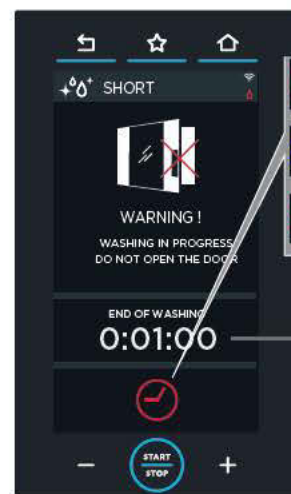 SHORT
WARNING !
WASHING IN PROGRESS
DO NOT OPEN THE DOOR
END OF WASHING
0:01:00
− START +
STOP